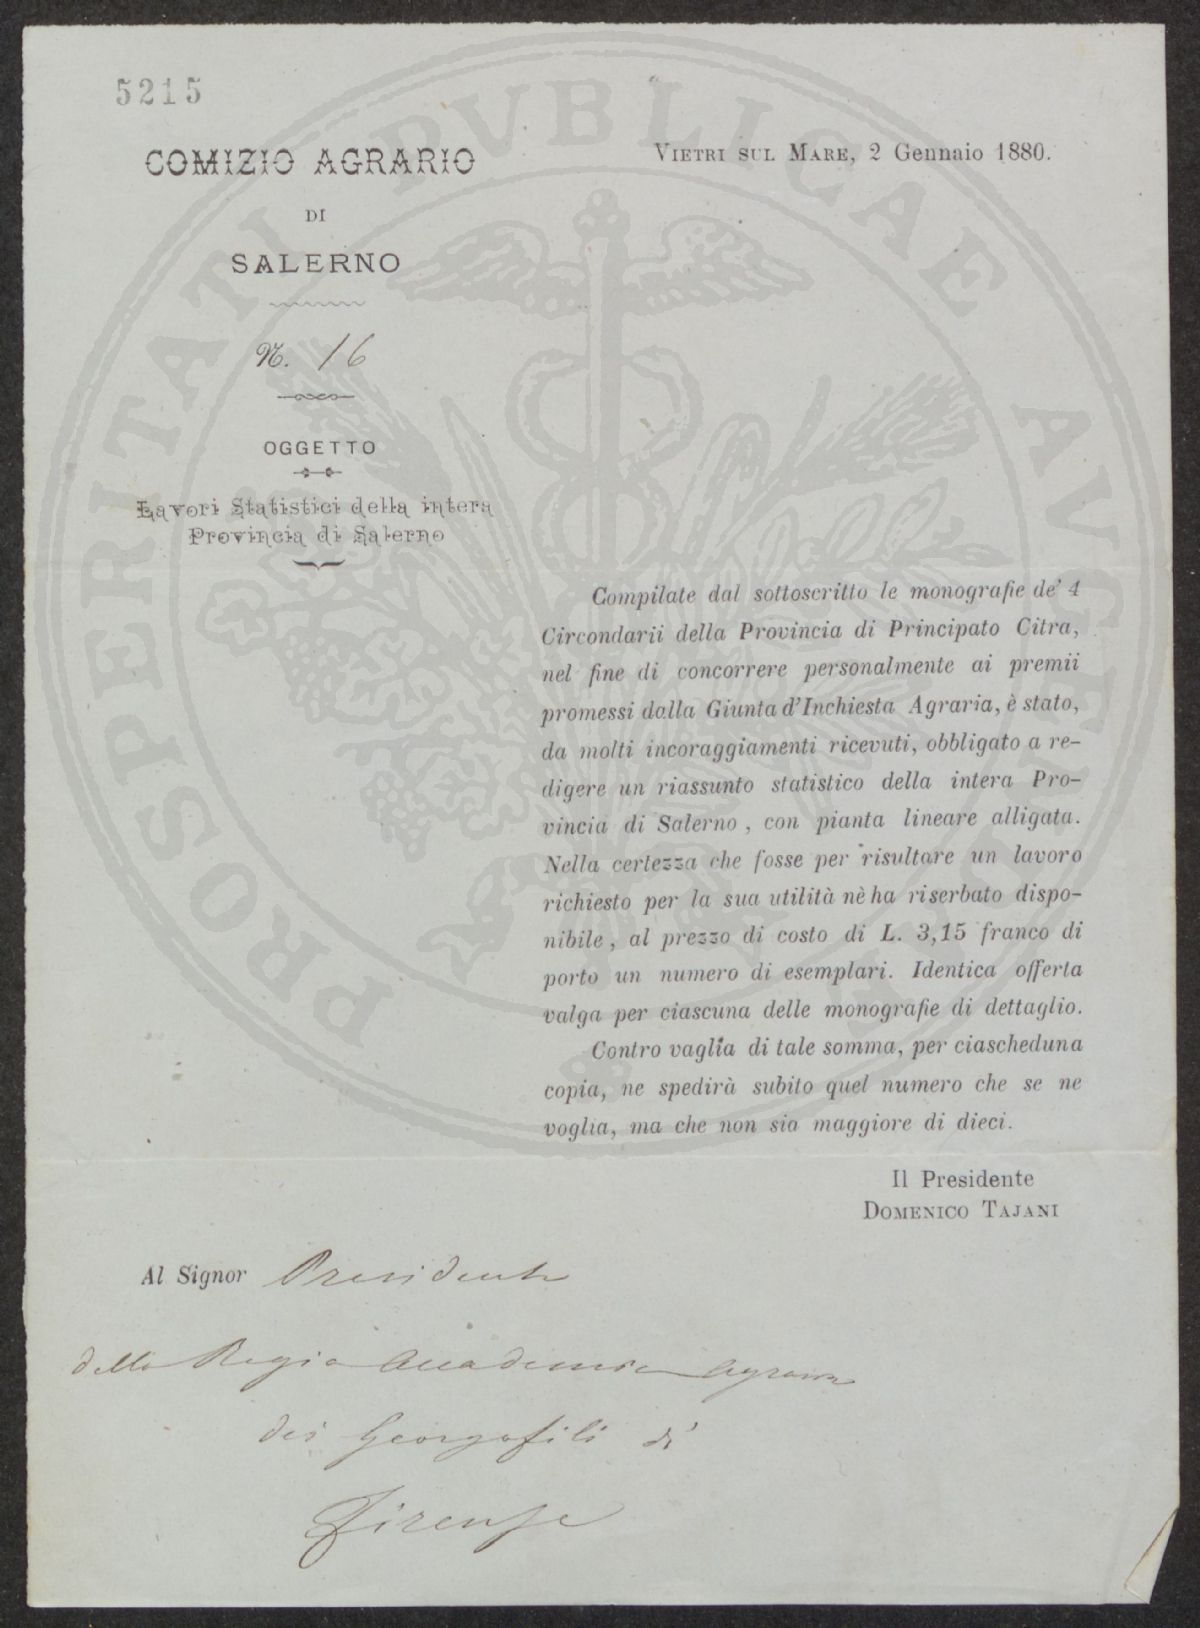 5215
COMIZIO AGRARIO
DI
SALERNO
N. 16
OGGETTO
Lavori Statistici della intera
Provincia di Salerno
VIETRI SUL MARE, 2 Gennaio 1880.
Compilate dal sottoscritto le monografie de' 4
Circondarii della Provincia di Principato Citra,
nel fine di concorrere personalmente ai premii
promessi dalla Giunta d'Inchiesta Agraria, è stato,
da molti incoraggiamenti ricevuti, obbligato a re-
digere un riassunto statistico della intera Pro-
vincia di Salerno, con pianta lineare alligata.
Nella certezza che fosse per risultare un lavoro
richiesto per la sua utilità nè ha riserbato dispo-
nibile, al prezzo di costo di L. 3,15 franco di
porto un numero di esemplari. Identica offerta
valga per ciascuna delle monografie di dettaglio.
Contro vaglia di tale somma, per ciascheduna
copia, ne spedirà subito quel numero che se ne
voglia, ma che non sia maggiore di dieci.
Il Presidente
DOMENICO TAJANI
Al Signor Presidente
della Regia Accademia Agraria
dei Georgofili di
Firenze
PROSPERITATI PVBLICAE AVGENDAE